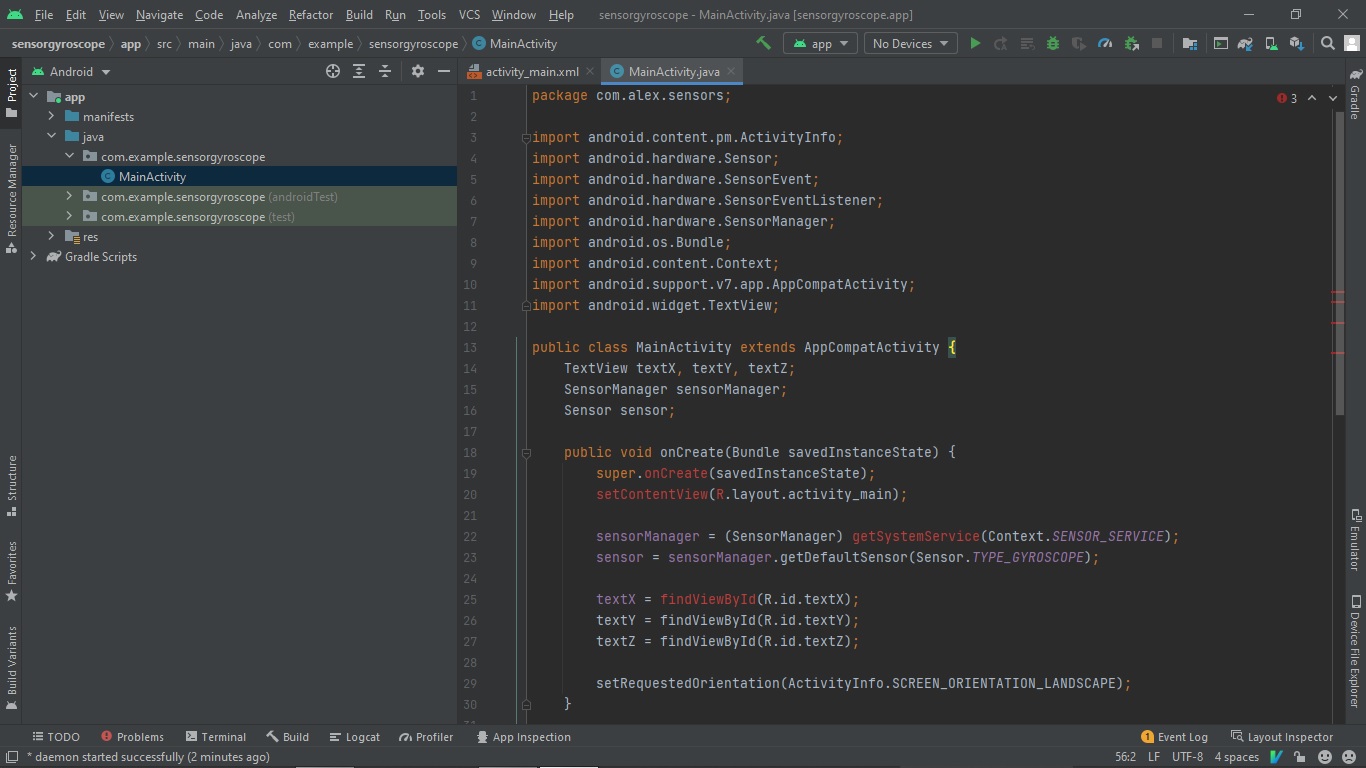 File Edit View Navigate Code Analyze Refactor Build Run Tools VCS Window Help sensorgyroscope - MainActivity.java [sensorgyroscope.app]
sensorgyroscope app src main java com example sensorgyroscope MainActivity app No Devices
Project
Resource Manager
Structure
Favorites
Build Variants
Android
app
manifests
java
com.example.sensorgyroscope
MainActivity
com.example.sensorgyroscope (androidTest)
com.example.sensorgyroscope (test)
res
Gradle Scripts
activity_main.xml MainActivity.java
3
1 package com.alex.sensors;
2
3 import android.content.pm.ActivityInfo;
4 import android.hardware.Sensor;
5 import android.hardware.SensorEvent;
6 import android.hardware.SensorEventListener;
7 import android.hardware.SensorManager;
8 import android.os.Bundle;
9 import android.content.Context;
10 import android.support.v7.app.AppCompatActivity;
11 import android.widget.TextView;
12
13 public class MainActivity extends AppCompatActivity {
14 TextView textX, textY, textZ;
15 SensorManager sensorManager;
16 Sensor sensor;
17
18 public void onCreate(Bundle savedInstanceState) {
19 super.onCreate(savedInstanceState);
20 setContentView(R.layout.activity_main);
21
22 sensorManager = (SensorManager) getSystemService(Context.SENSOR_SERVICE);
23 sensor = sensorManager.getDefaultSensor(Sensor.TYPE_GYROSCOPE);
24
25 textX = findViewById(R.id.textX);
26 textY = findViewById(R.id.textY);
27 textZ = findViewById(R.id.textZ);
28
29 setRequestedOrientation(ActivityInfo.SCREEN_ORIENTATION_LANDSCAPE);
30 }
31
Gradle
Emulator
Device File Explorer
TODO Problems Terminal Build Logcat Profiler App Inspection 1 Event Log Layout Inspector
* daemon started successfully (2 minutes ago) 56:2 LF UTF-8 4 spaces